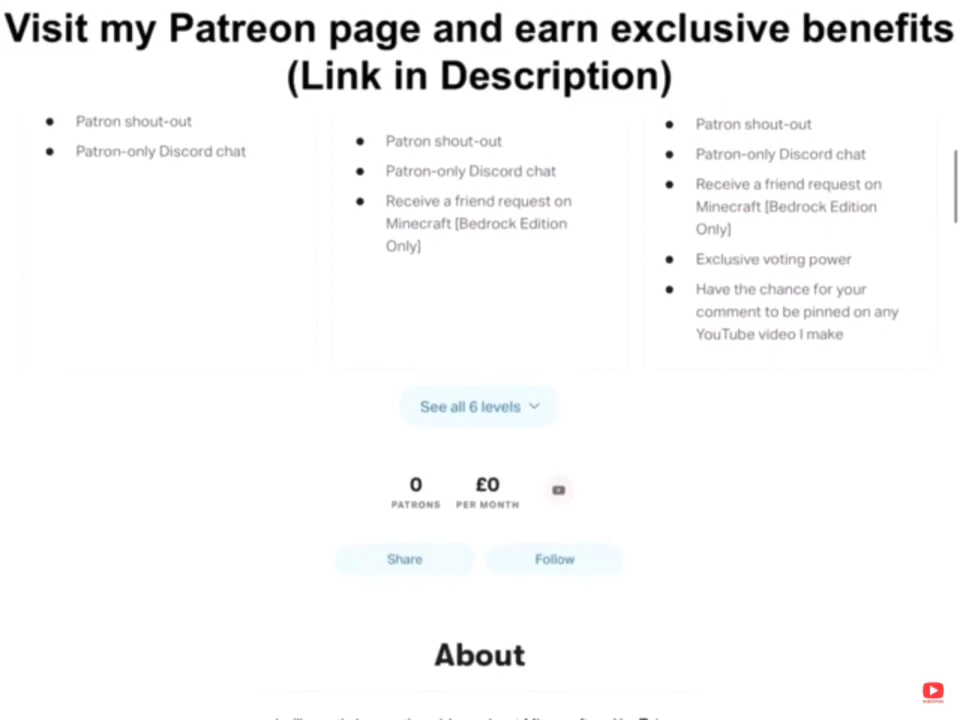 Visit my Patreon page and earn exclusive benefits
(Link in Description)
Patron shout-out
Patron-only Discord chat
Patron shout-out
Patron-only Discord chat
Receive a friend request on
Minecraft [Bedrock Edition
Only]
Patron shout-out
Patron-only Discord chat
Receive a friend request on
Minecraft [Bedrock Edition
Only]
Exclusive voting power
Have the chance for your
comment to be pinned on any
YouTube video I make
See all 6 levels
0
PATRONS
£0
PER MONTH
Share
Follow
About